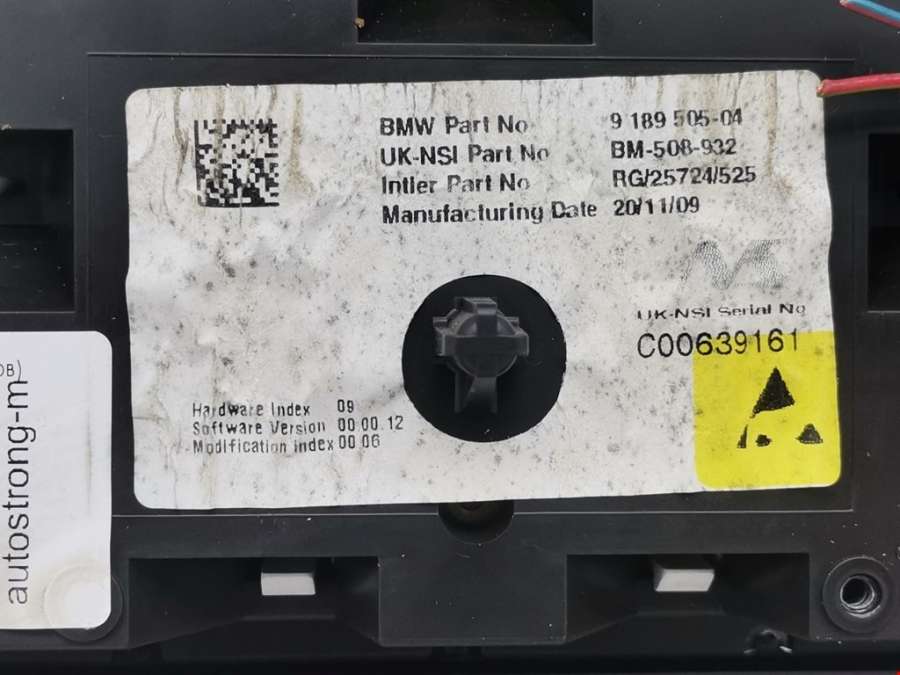 BMW Part No 9 189 505-04
UK-NSI Part No BM-508-932
Intier Part No RG/25724/525
Manufacturing Date 20/11/09
UK-NSI Serial No
C00639161
Hardware Index 09
Software Version 00.00.12
Modification Index 00.06
autostrong-m